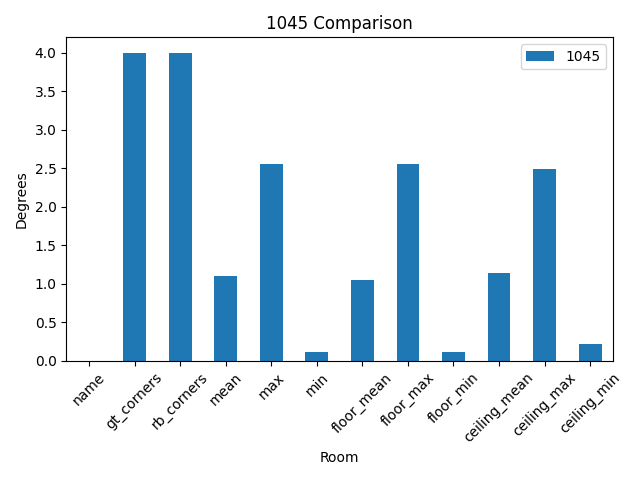 1045 Comparison
1045
Degrees
4.0
3.5
3.0
2.5
2.0
1.5
1.0
0.5
0.0
name
gt_corners
rb_corners
mean
max
min
floor_mean
floor_max
floor_min
ceiling_mean
ceiling_max
ceiling_min
Room